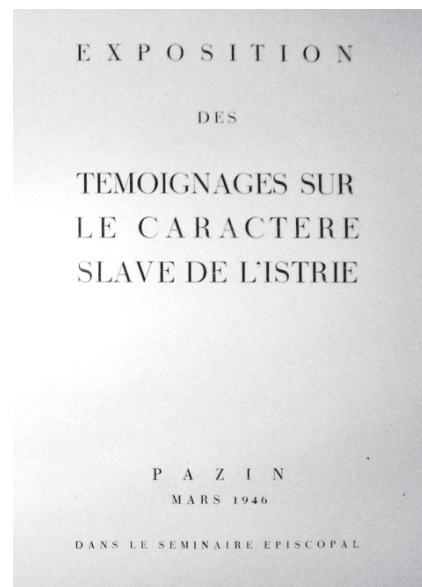 EXPOSITION
DES
TEMOIGNAGES SUR
LE CARACTERE
SLAVE DE L'ISTRIE
PAZIN
MARS 1946
DANS LE SEMINAIRE EPISCOPAL